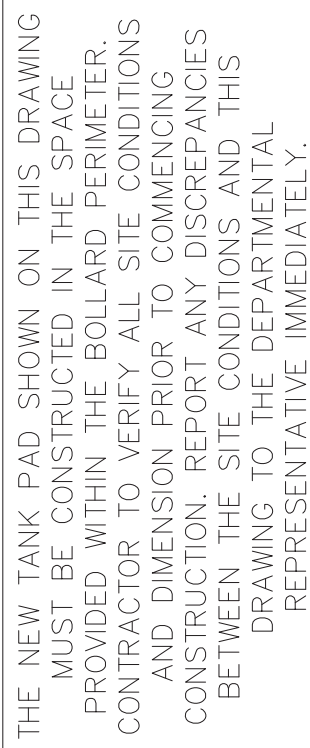 THE NEW TANK PAD SHOWN ON THIS DRAWING
MUST BE CONSTRUCTED IN THE SPACE
PROVIDED WITHIN THE BOLLARD PERIMETER.
CONTRACTOR TO VERIFY ALL SITE CONDITIONS
AND DIMENSION PRIOR TO COMMENCING
CONSTRUCTION. REPORT ANY DISCREPANCIES
BETWEEN THE SITE CONDITIONS AND THIS
DRAWING TO THE DEPARTMENTAL
REPRESENTATIVE IMMEDIATELY.